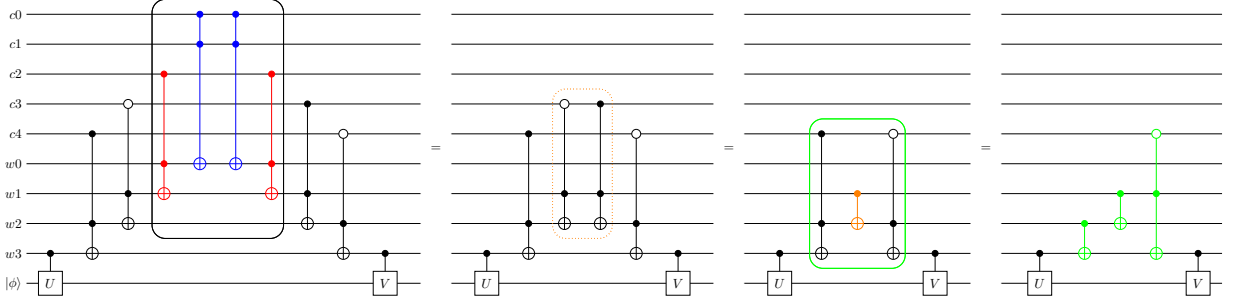 c0
c1
c2
c3
c4
= = =
w0
w1
w2
w3
|ϕ⟩ U V U V U V U V